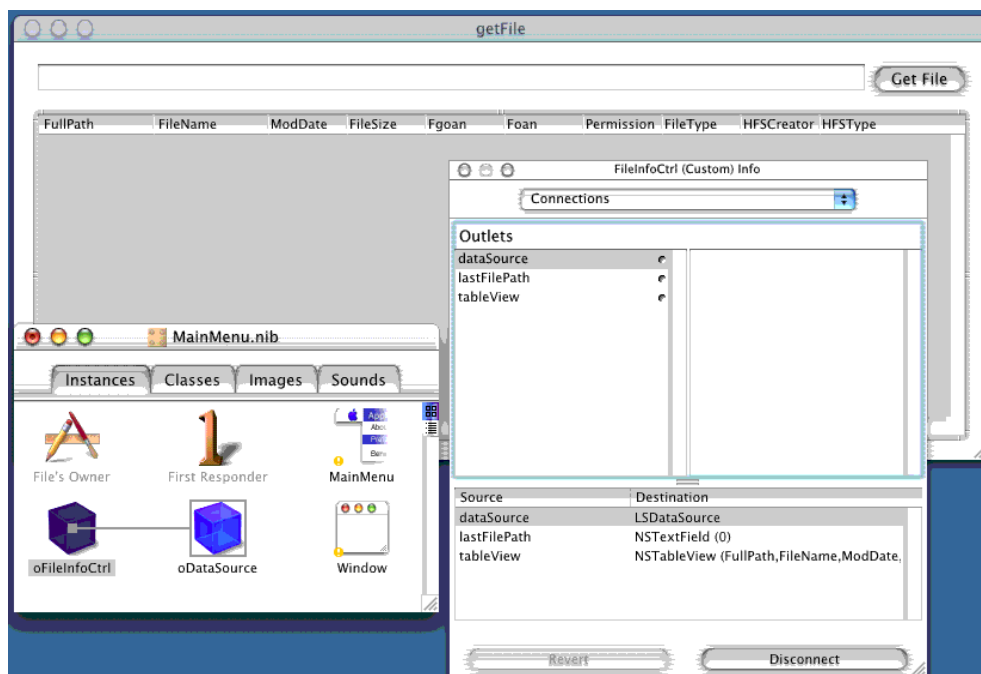 getFile
Get File
FullPath FileName ModDate FileSize Fgoan Foan Permission FileType HFSCreator HFSType
FileInfoCtrl (Custom) Info
Connections
Outlets
dataSource
lastFilePath
tableView
MainMenu.nib
Instances Classes Images Sounds
File's Owner First Responder MainMenu
oFileInfoCtrl oDataSource Window
Source Destination
dataSource LSDataSource
lastFilePath NSTextField (0)
tableView NSTableView (FullPath,FileName,ModDate,
Revert Disconnect